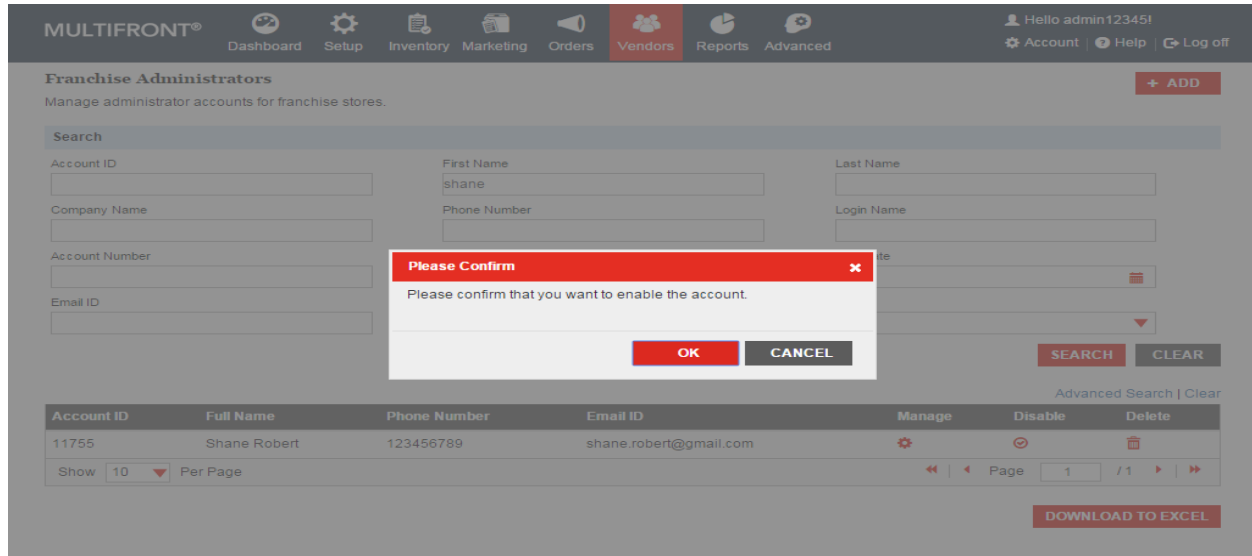 MULTIFRONT®
Dashboard Setup Inventory Marketing Orders Vendors Reports Advanced
Hello admin12345!
Account | Help | Log off
Franchise Administrators
+ ADD
Manage administrator accounts for franchise stores.
Search
Account ID First Name Last Name
shane
Company Name Phone Number Login Name
Account Number te
Please Confirm
Please confirm that you want to enable the account.
Email ID
OK CANCEL
SEARCH CLEAR
Advanced Search | Clear
Account ID Full Name Phone Number Email ID Manage Disable Delete
11755 Shane Robert 123456789 shane.robert@gmail.com
Show 10 Per Page Page 1 / 1
DOWNLOAD TO EXCEL